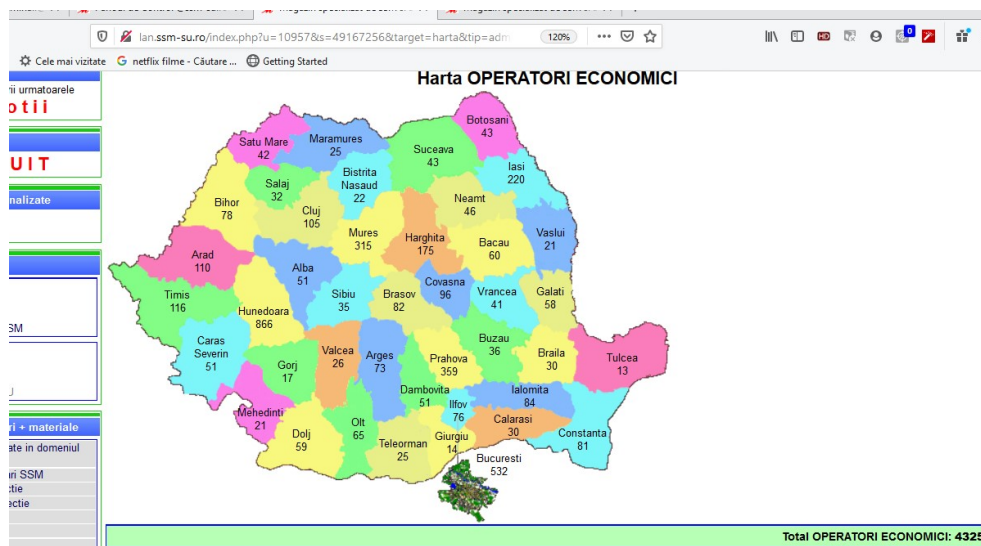 lan.ssm-su.ro/index.php?u=10957&s=49167256&target=harta&tip=adm
120%
Cele mai vizitate
netflix filme - Căutare ...
Getting Started
Harta OPERATORI ECONOMICI
rii urmatoarele
o t i i
U I T
nalizate
SM
ri + materiale
ate in domeniul
ri SSM
ctie
ectie
Botosani
43
Satu Mare
42
Maramures
25
Suceava
43
Iasi
220
Bistrita
Nasaud
22
Salaj
32
Bihor
78
Cluj
105
Neamt
46
Mures
315
Harghita
175
Bacau
60
Vaslui
21
Arad
110
Alba
51
Timis
116
Hunedoara
866
Sibiu
35
Brasov
82
Covasna
96
Vrancea
41
Galati
58
Caras
Severin
51
Gorj
17
Valcea
26
Arges
73
Prahova
359
Buzau
36
Braila
30
Tulcea
13
Dambovita
51
Ilfov
76
Ialomita
84
Mehedinti
21
Dolj
59
Olt
65
Teleorman
25
Giurgiu
14
Calarasi
30
Constanta
81
Bucuresti
532
Total OPERATORI ECONOMICI: 4325